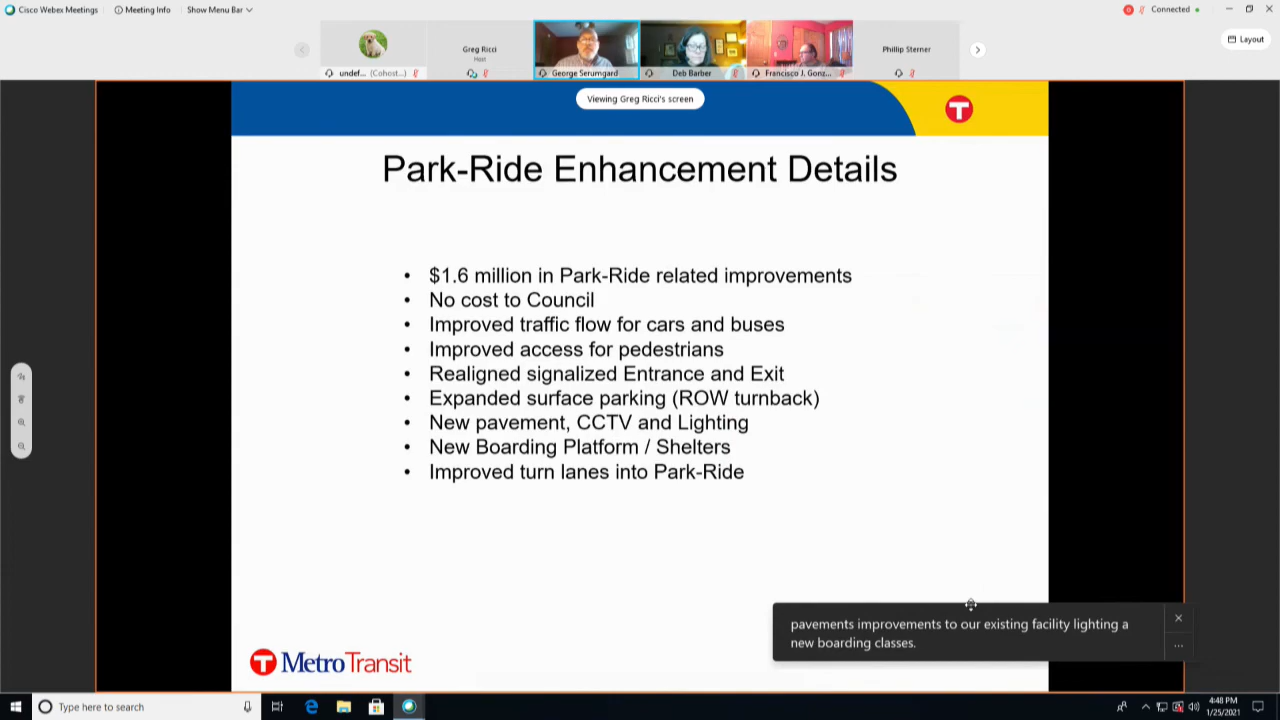 Cisco Webex Meetings
Meeting Info
Show Menu Bar
Connected
Layout
undef... (Cohost...)
Greg Ricci
Host
George Serumgard
Deb Barber
Francisco J. Gonz...
Phillip Sterner
Viewing Greg Ricci's screen
T
Park-Ride Enhancement Details
• $1.6 million in Park-Ride related improvements
• No cost to Council
• Improved traffic flow for cars and buses
• Improved access for pedestrians
• Realigned signalized Entrance and Exit
• Expanded surface parking (ROW turnback)
• New pavement, CCTV and Lighting
• New Boarding Platform / Shelters
• Improved turn lanes into Park-Ride
pavements improvements to our existing facility lighting a
new boarding classes.
T MetroTransit
Type here to search
4:48 PM
1/25/2021